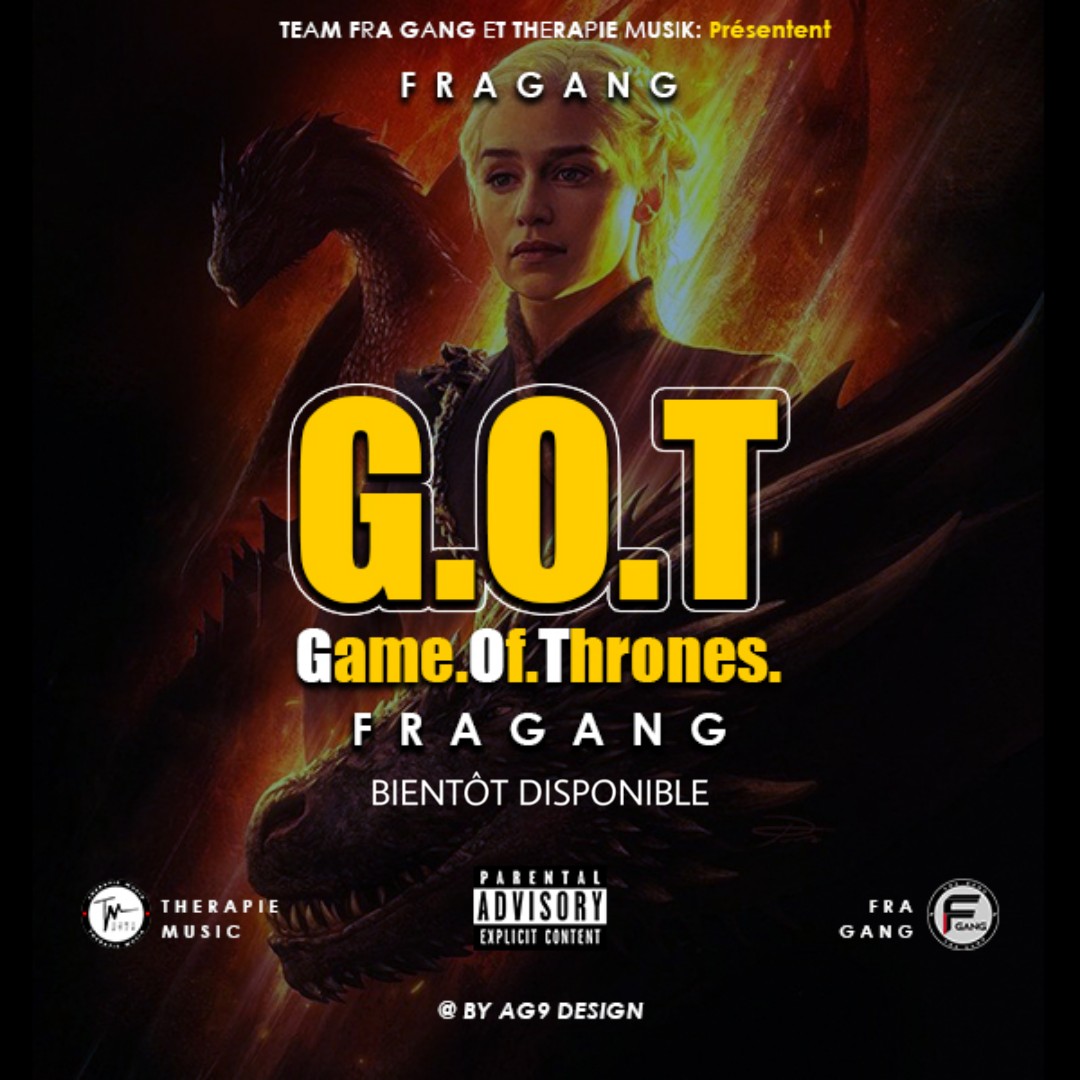 TEAM FRA GANG ET THERAPIE MUSIK: Présentent
FRAGANG
G.O.T
Game.Of.Thrones.
FRAGANG
BIENTÔT DISPONIBLE
THERAPIE
MUSIC
PARENTAL
ADVISORY
EXPLICIT CONTENT
FRA
GANG
F
GANG
@ BY AG9 DESIGN